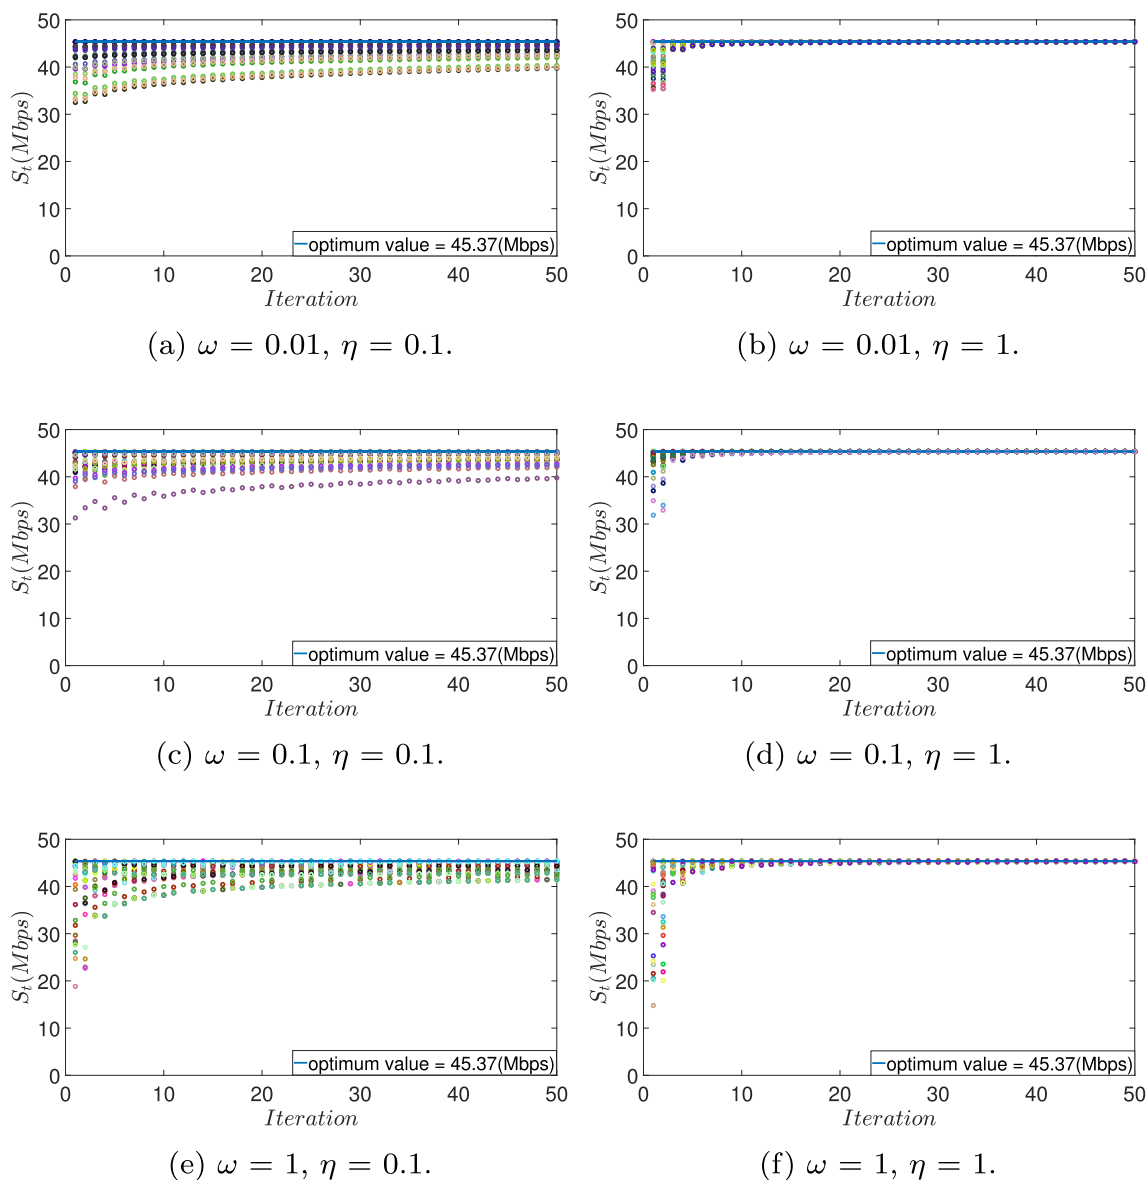 50
40
30
20
10
0
S_t(Mbps)
optimum value = 45.37(Mbps)
0 10 20 30 40 50
Iteration
(a) ω = 0.01, η = 0.1.
50
40
30
20
10
0
S_t(Mbps)
optimum value = 45.37(Mbps)
0 10 20 30 40 50
Iteration
(b) ω = 0.01, η = 1.
50
40
30
20
10
0
S_t(Mbps)
optimum value = 45.37(Mbps)
0 10 20 30 40 50
Iteration
(c) ω = 0.1, η = 0.1.
50
40
30
20
10
0
S_t(Mbps)
optimum value = 45.37(Mbps)
0 10 20 30 40 50
Iteration
(d) ω = 0.1, η = 1.
50
40
30
20
10
0
S_t(Mbps)
optimum value = 45.37(Mbps)
0 10 20 30 40 50
Iteration
(e) ω = 1, η = 0.1.
50
40
30
20
10
0
S_t(Mbps)
optimum value = 45.37(Mbps)
0 10 20 30 40 50
Iteration
(f) ω = 1, η = 1.